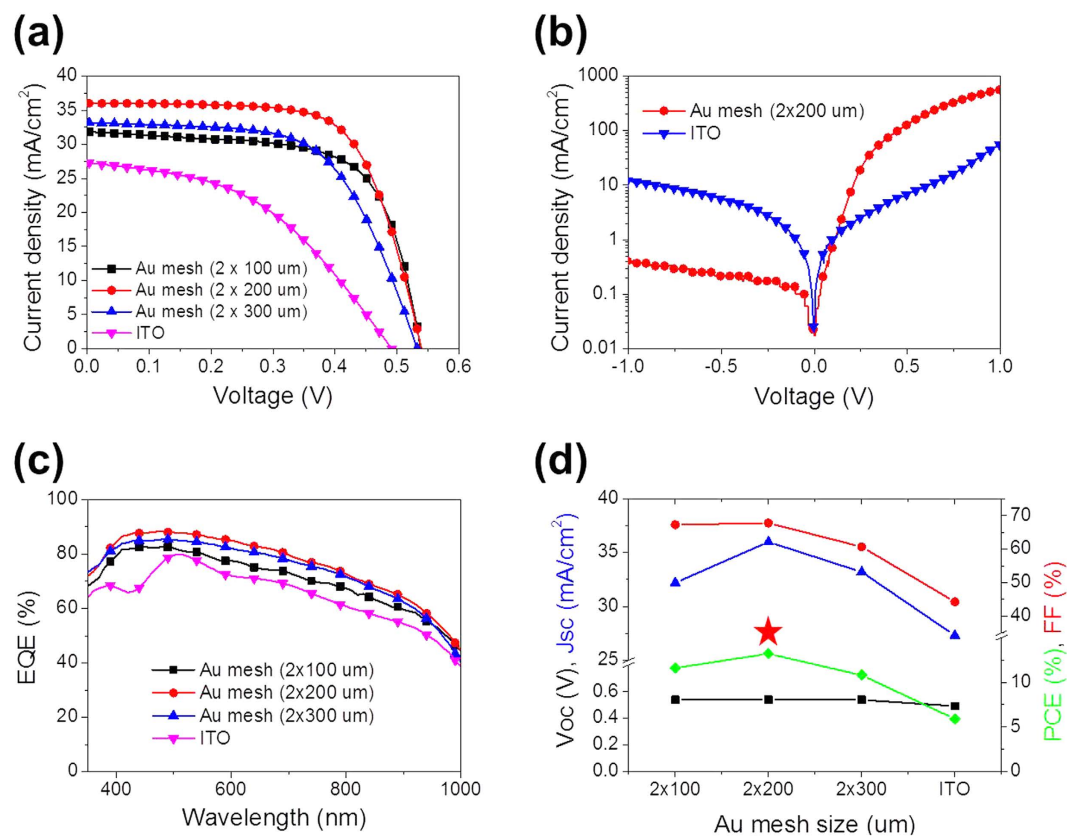 (a)
40
35
30
25
20
15
10
5
0
Current density (mA/cm²)
Au mesh (2 x 100 um)
Au mesh (2 x 200 um)
Au mesh (2 x 300 um)
ITO
0.0 0.1 0.2 0.3 0.4 0.5 0.6
Voltage (V)
(b)
1000
100
10
1
0.1
0.01
Current density (mA/cm²)
Au mesh (2x200 um)
ITO
-1.0 -0.5 0.0 0.5 1.0
Voltage (V)
(c)
100
80
60
40
20
0
EQE (%)
Au mesh (2x100 um)
Au mesh (2x200 um)
Au mesh (2x300 um)
ITO
400 600 800 1000
Wavelength (nm)
(d)
40
35
30
25
0.6
0.4
0.2
0.0
Voc (V), Jsc (mA/cm²)
70
60
50
40
10
5
0
PCE (%), FF (%)
2x100 2x200 2x300 ITO
Au mesh size (um)